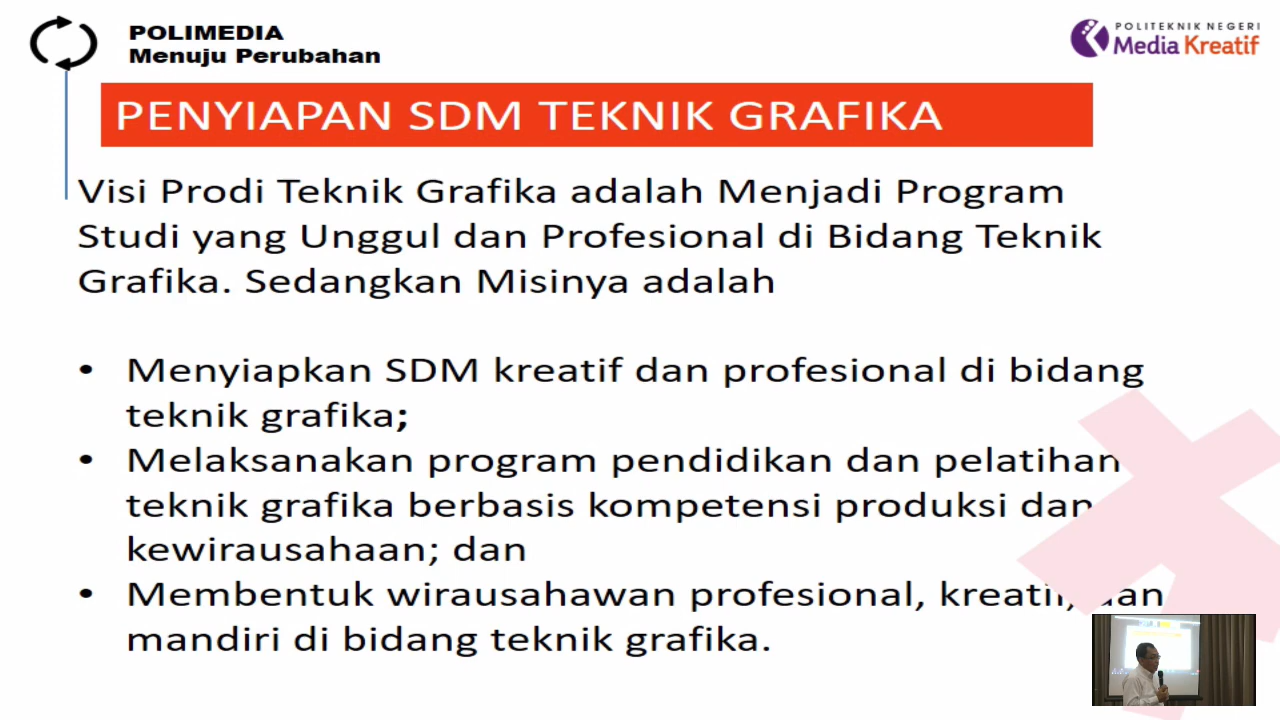 POLIMEDIA
Menuju Perubahan
POLITEKNIK NEGERI
Media Kreatif
PENYIAPAN SDM TEKNIK GRAFIKA
Visi Prodi Teknik Grafika adalah Menjadi Program
Studi yang Unggul dan Profesional di Bidang Teknik
Grafika. Sedangkan Misinya adalah
• Menyiapkan SDM kreatif dan profesional di bidang
teknik grafika;
• Melaksanakan program pendidikan dan pelatihan
teknik grafika berbasis kompetensi produksi dan
kewirausahaan; dan
• Membentuk wirausahawan profesional, kreatif, dan
mandiri di bidang teknik grafika.